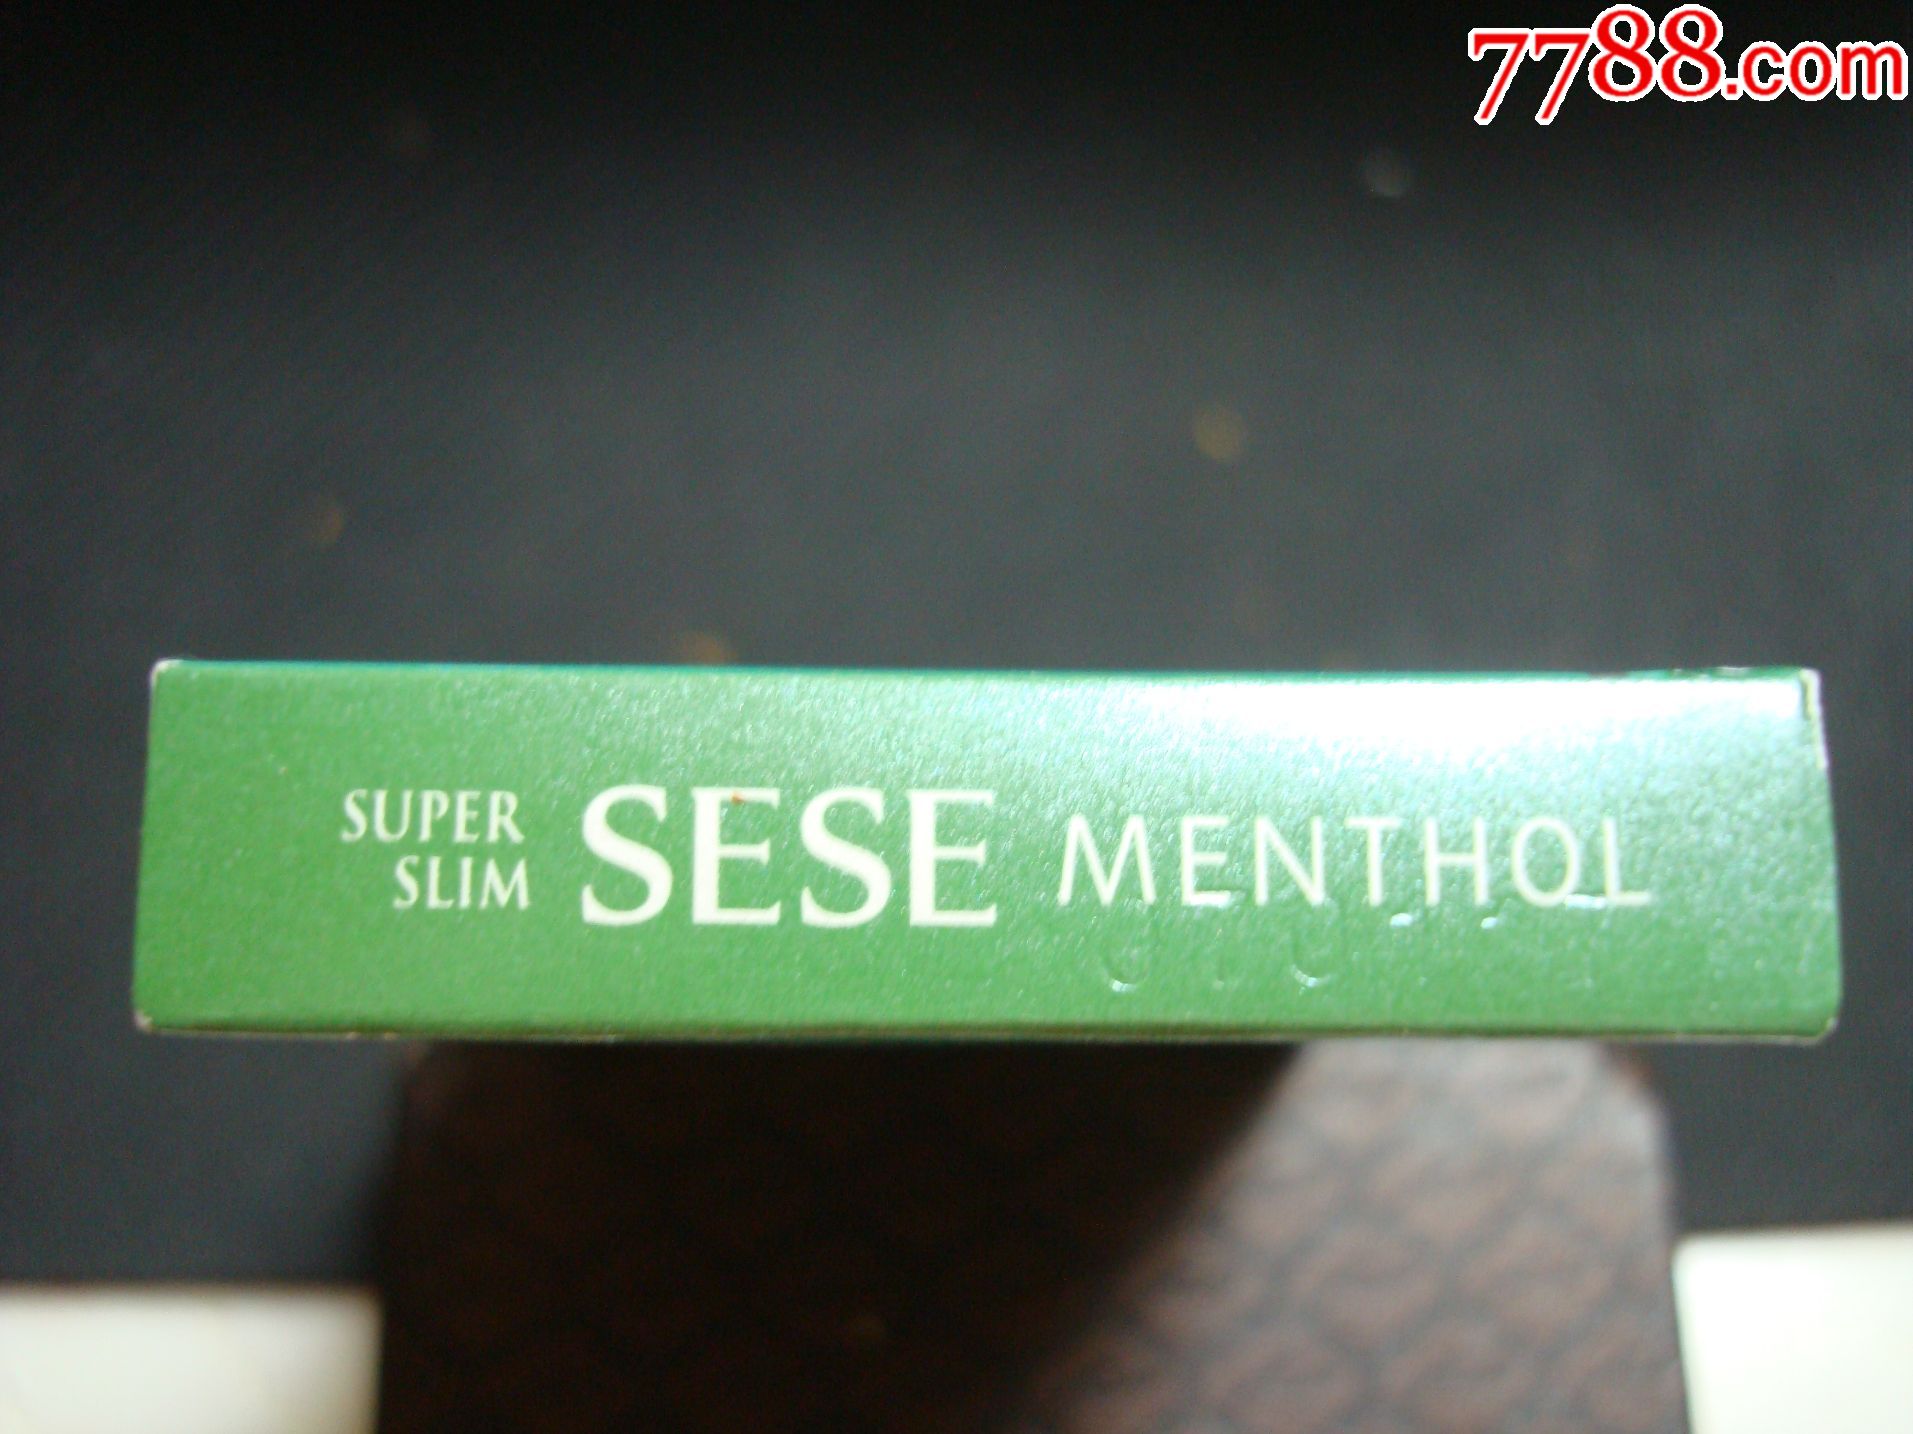 7788.com
SUPER
SLIM
SESE MENTHOL